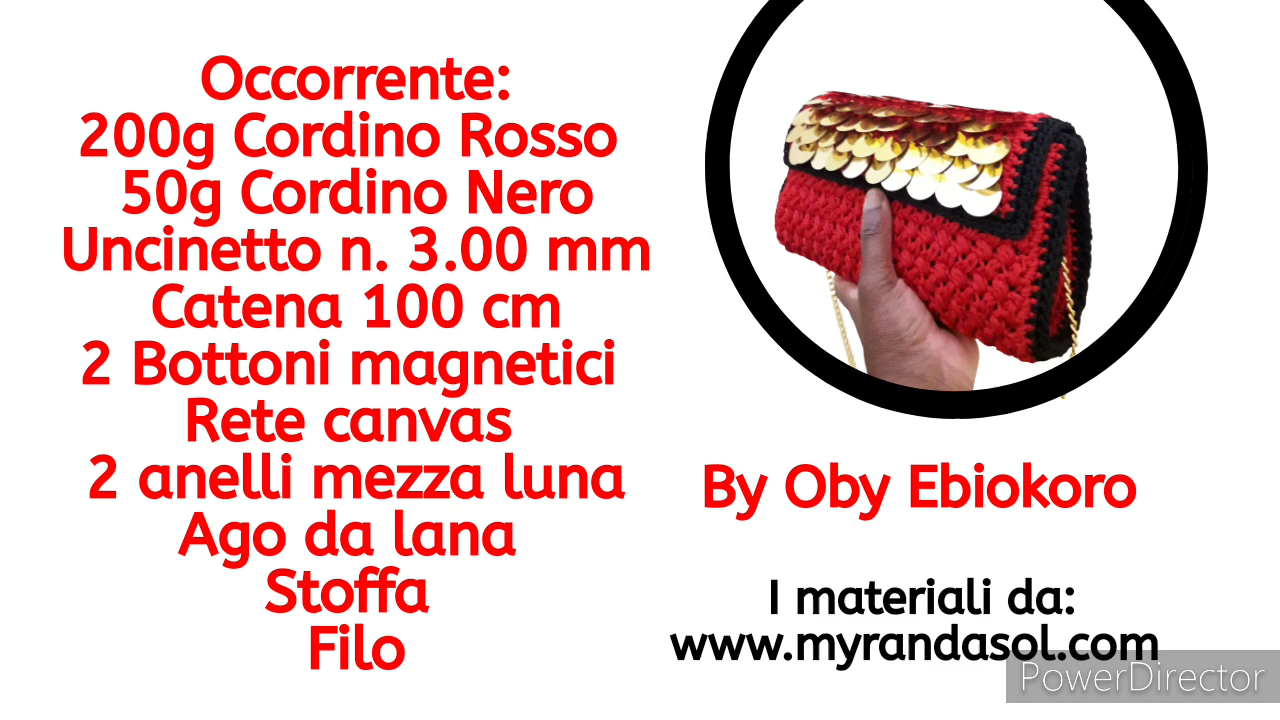 Occorrente:
200g Cordino Rosso
50g Cordino Nero
Uncinetto n. 3.00 mm
Catena 100 cm
2 Bottoni magnetici
Rete canvas
2 anelli mezza luna
Ago da lana
Stoffa
Filo
By Oby Ebiokoro
I materiali da:
www.myrandasol.com
PowerDirector